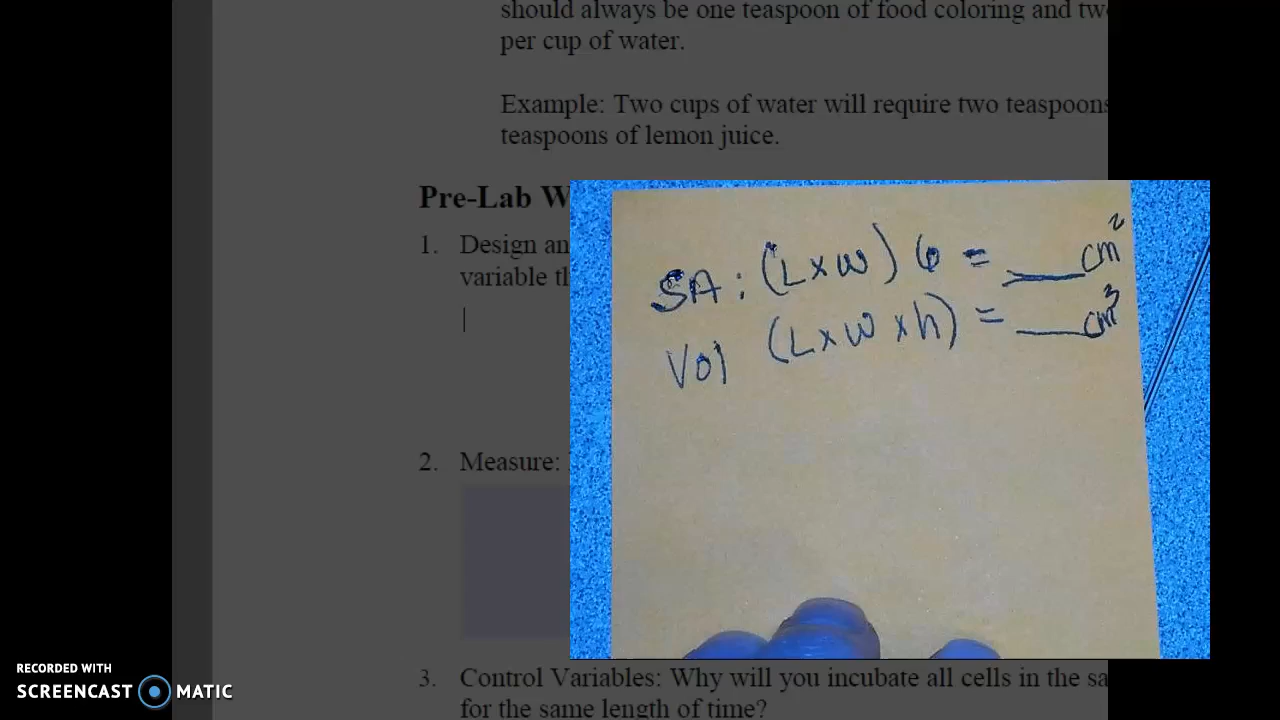 should always be one teaspoon of food coloring and tw
per cup of water.
Example: Two cups of water will require two teaspoons
teaspoons of lemon juice.
Pre-Lab W
1. Design an
variable th
SA : (L x W) 6 = ___ cm²
Vol (L x W x h) = ___ cm³
2. Measure:
3. Control Variables: Why will you incubate all cells in the sa
for the same length of time?
RECORDED WITH
SCREENCAST MATIC